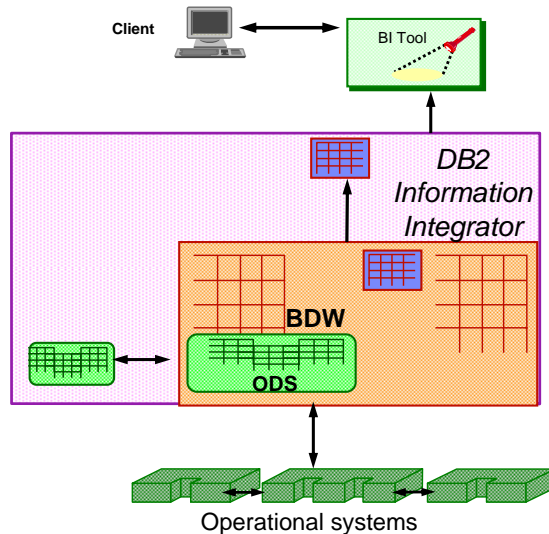 Client
BI Tool
DB2
Information
Integrator
BDW
ODS
Operational systems